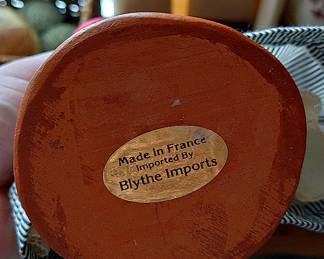 Made in France
Imported By
Blythe Imports